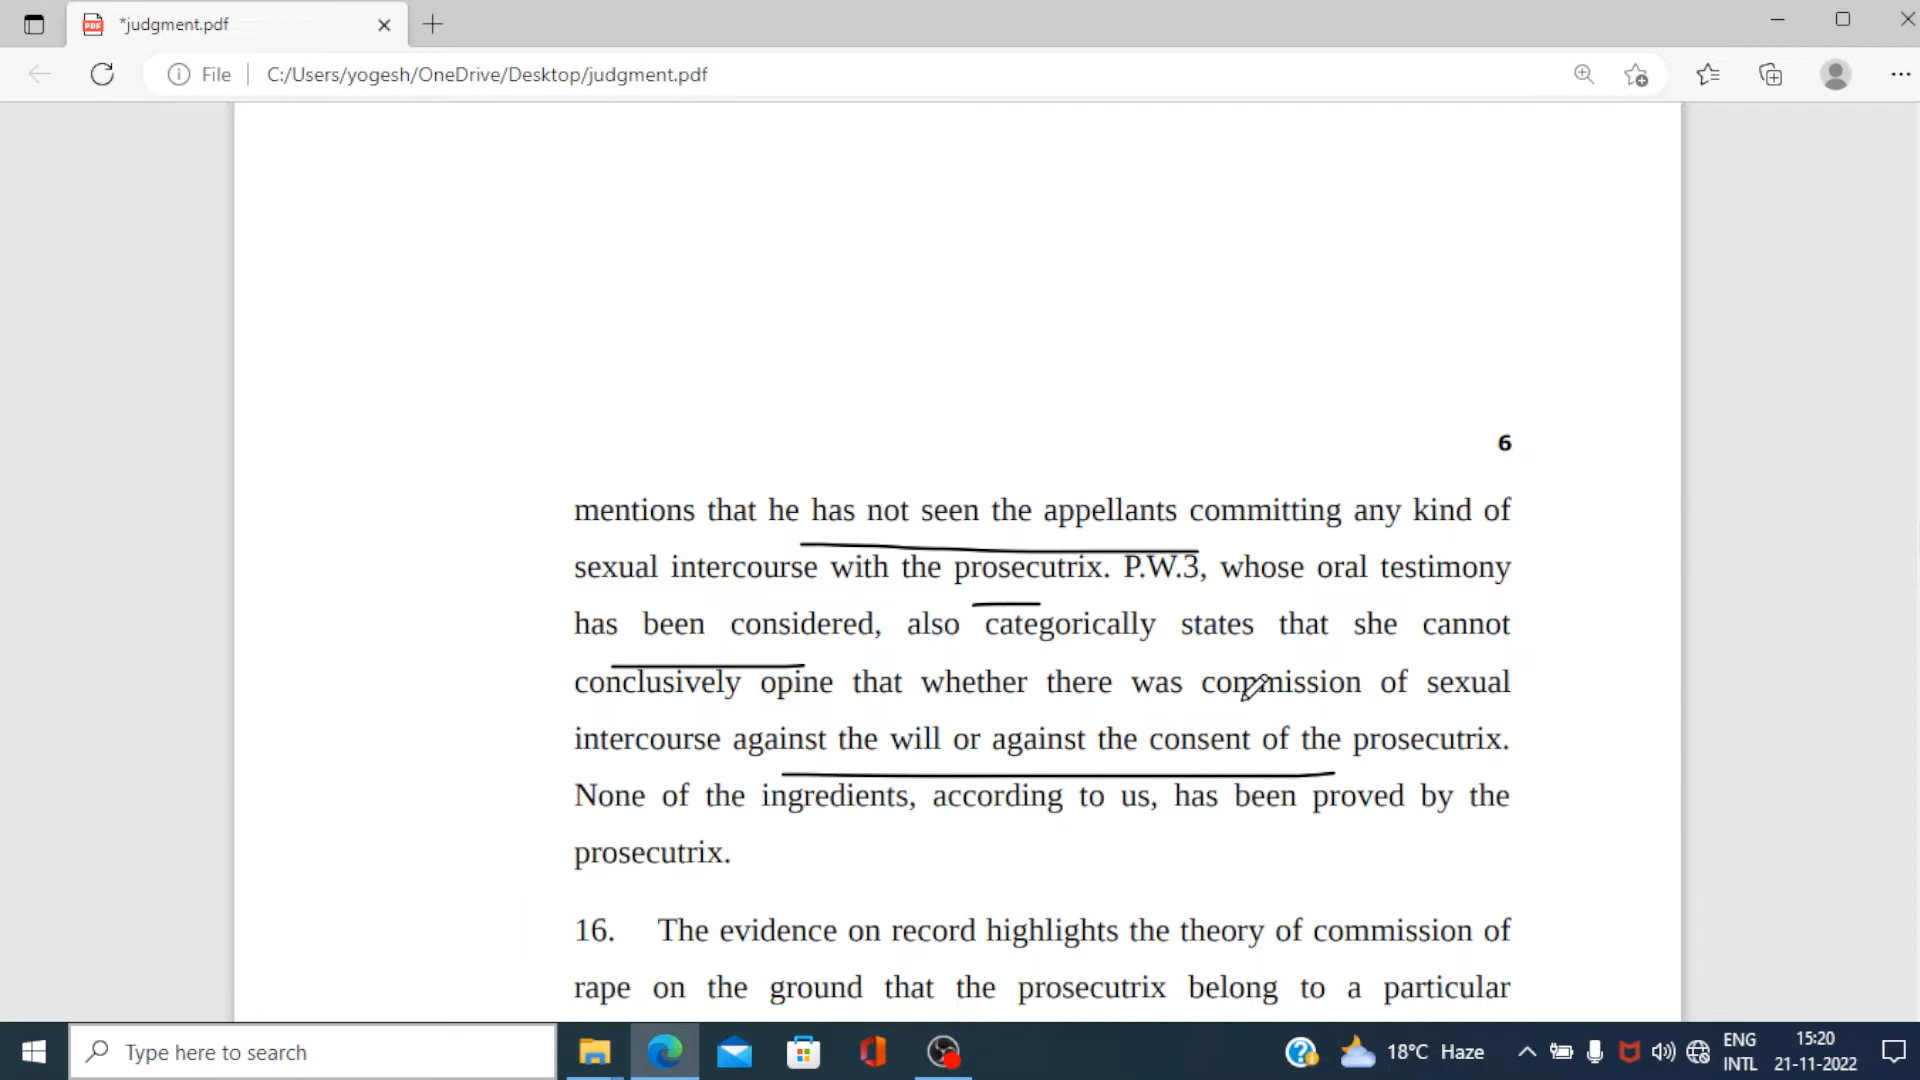 *judgment.pdf
File
C:/Users/yogesh/OneDrive/Desktop/judgment.pdf
6
mentions that he has not seen the appellants committing any kind of
sexual intercourse with the prosecutrix. P.W.3, whose oral testimony
has been considered, also categorically states that she cannot
conclusively opine that whether there was commission of sexual
intercourse against the will or against the consent of the prosecutrix.
None of the ingredients, according to us, has been proved by the
prosecutrix.
16. The evidence on record highlights the theory of commission of
rape on the ground that the prosecutrix belong to a particular
Type here to search
18°C Haze
ENG
INTL
15:20
21-11-2022